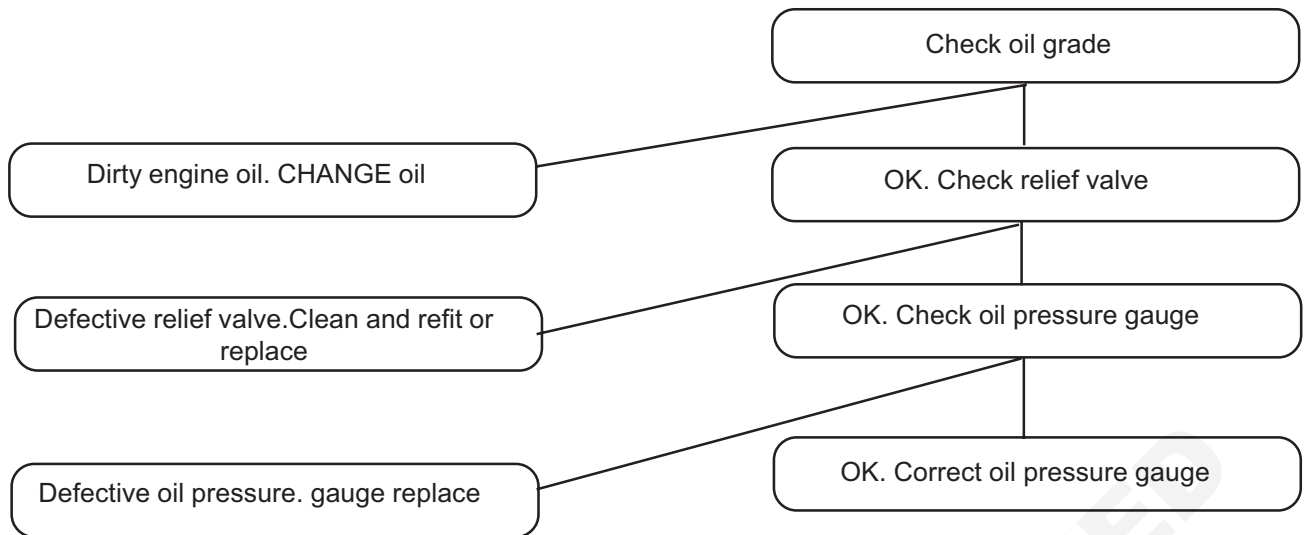 Check oil grade
Dirty engine oil. CHANGE oil
OK. Check relief valve
Defective relief valve.Clean and refit or
replace
OK. Check oil pressure gauge
Defective oil pressure. gauge replace
OK. Correct oil pressure gauge